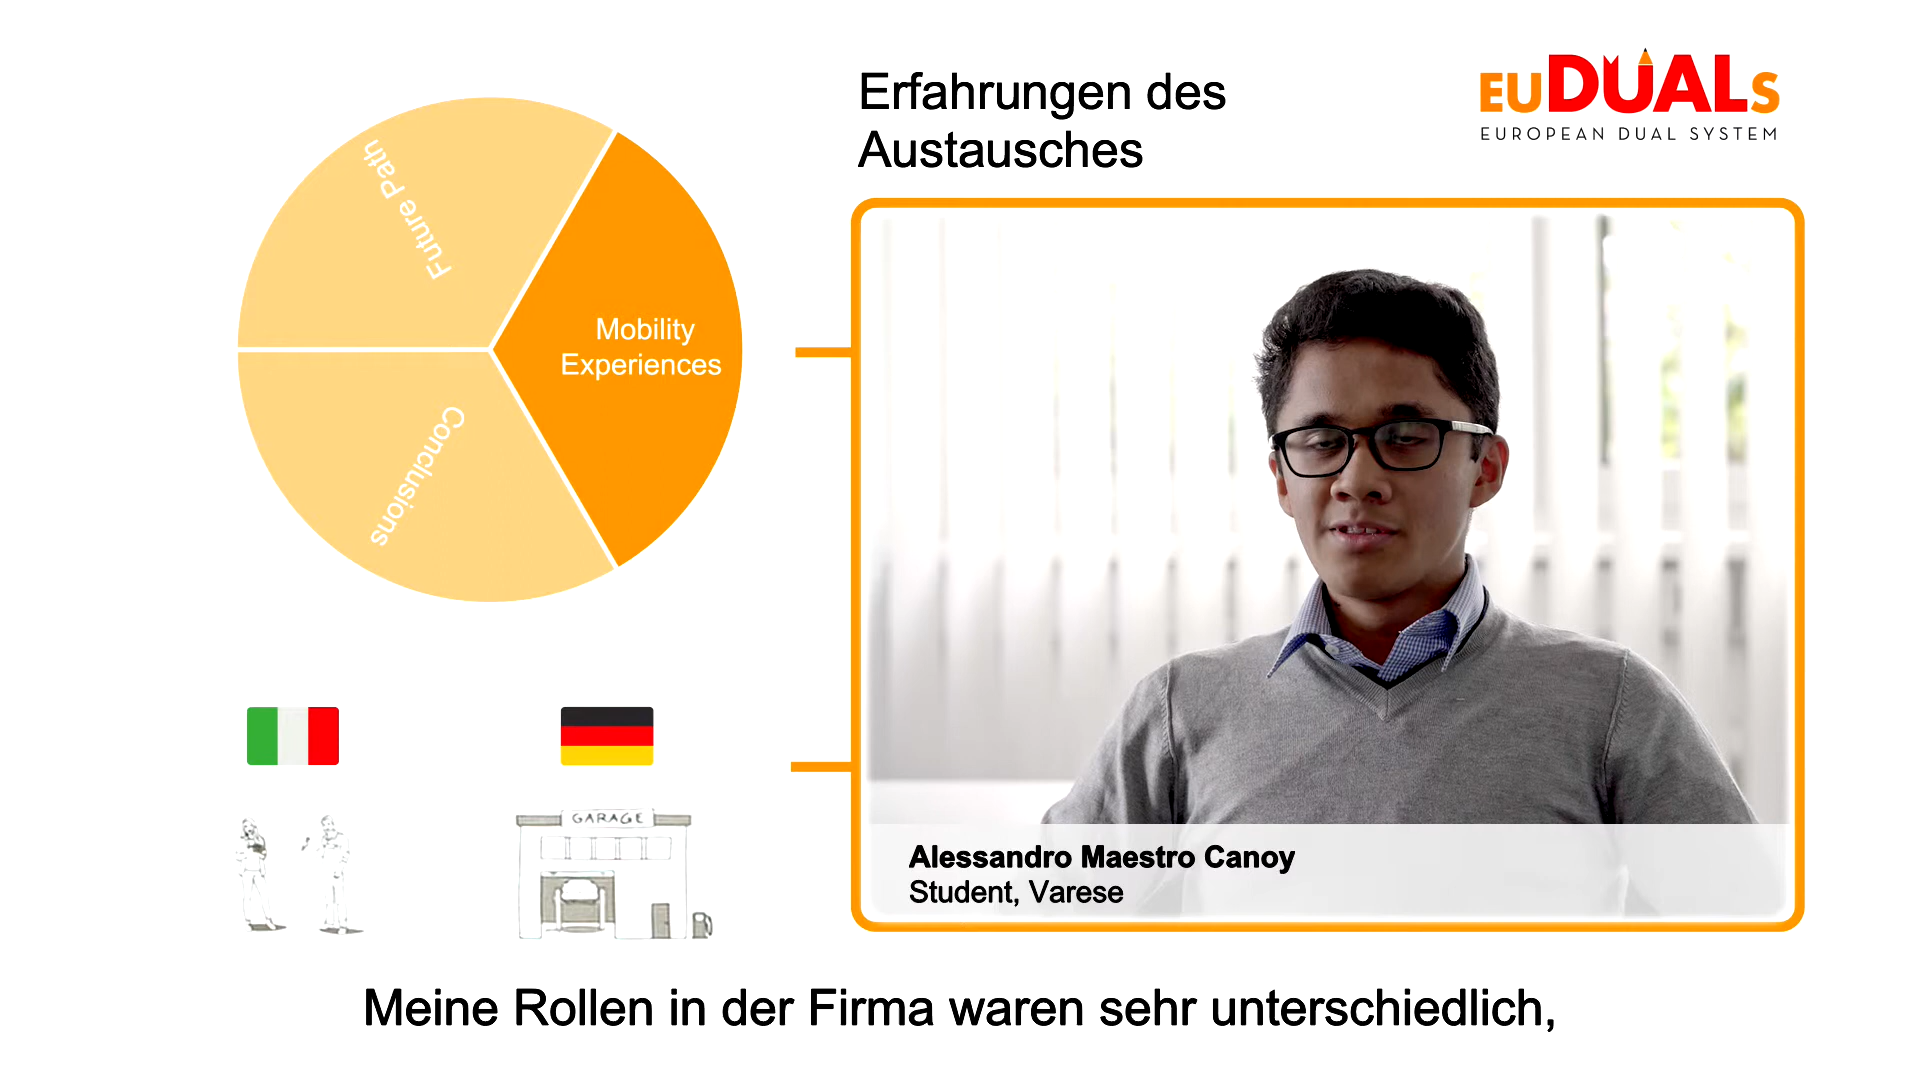 Erfahrungen des
Austausches
EUDUALS
EUROPEAN DUAL SYSTEM
Future Path
Mobility
Experiences
Conclusions
GARAGE
Alessandro Maestro Canoy
Student, Varese
Meine Rollen in der Firma waren sehr unterschiedlich,